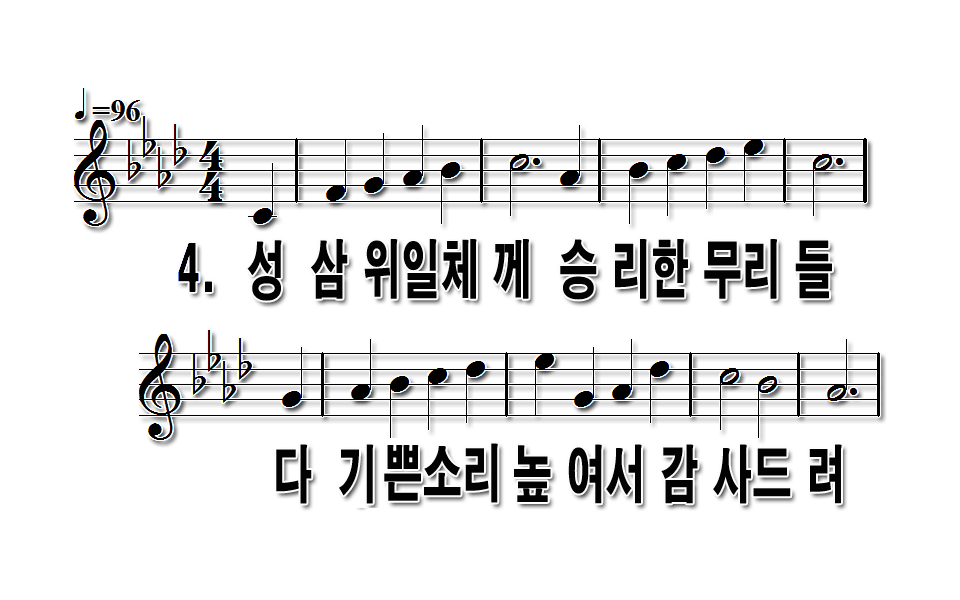 ♩=96
4. 성 삼 위일체 께 승 리한 무리 들
다 기 쁜소리 높 여서 감 사드 려